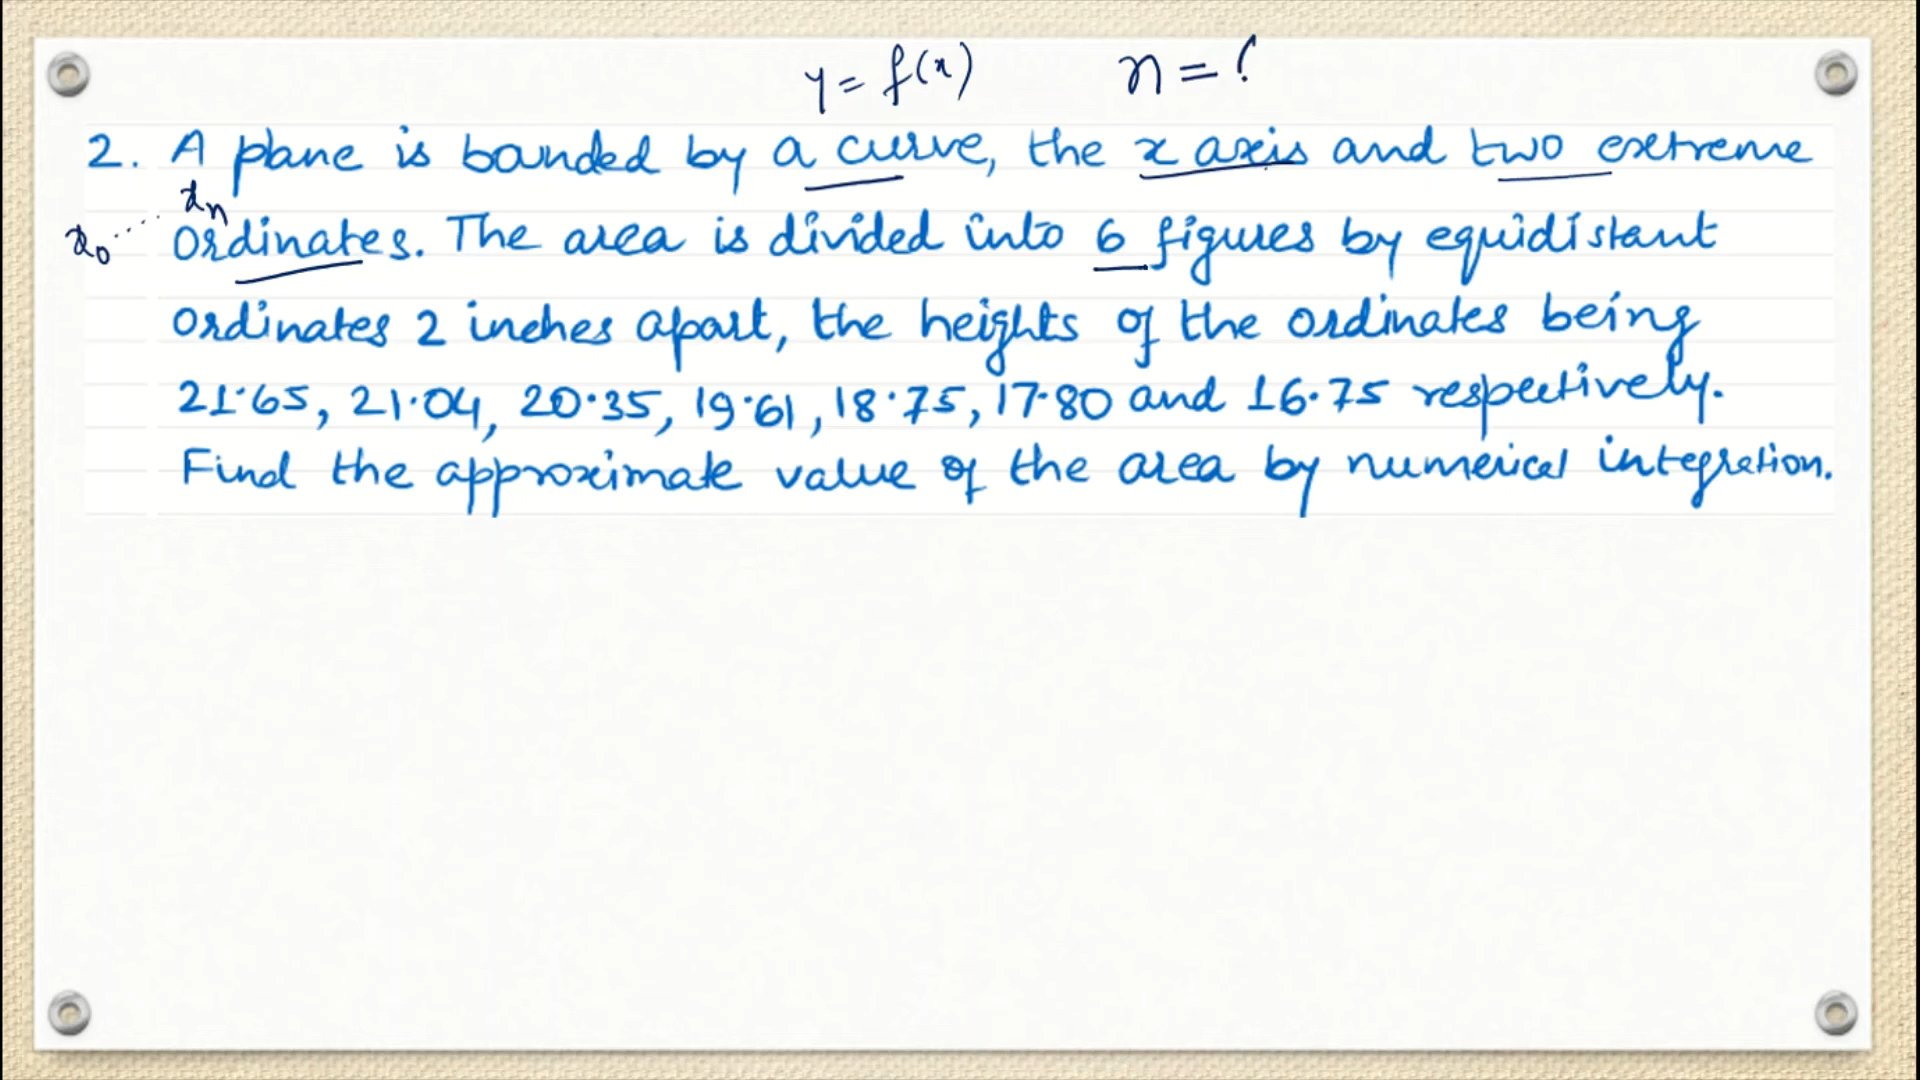 y = f(x) n = ?
2. A plane is bounded by a curve, the x axis and two extreme
x0 ..... xn
ordinates. The area is divided into 6 figures by equidistant
ordinates 2 inches apart, the heights of the ordinates being
21.65, 21.04, 20.35, 19.61, 18.75, 17.80 and 16.75 respectively.
Find the approximate value of the area by numerical integration.